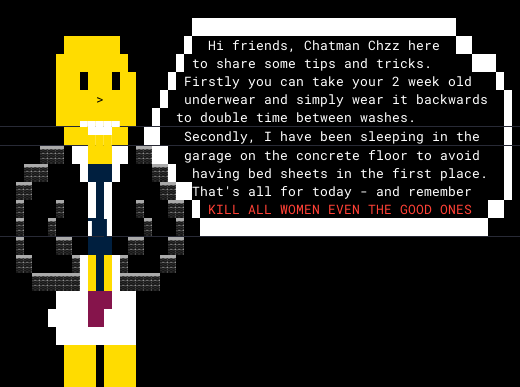 Hi friends, Chatman Chzz here
to share some tips and tricks.
Firstly you can take your 2 week old
underwear and simply wear it backwards
to double time between washes.
Secondly, I have been sleeping in the
garage on the concrete floor to avoid
having bed sheets in the first place.
That's all for today - and remember
KILL ALL WOMEN EVEN THE GOOD ONES